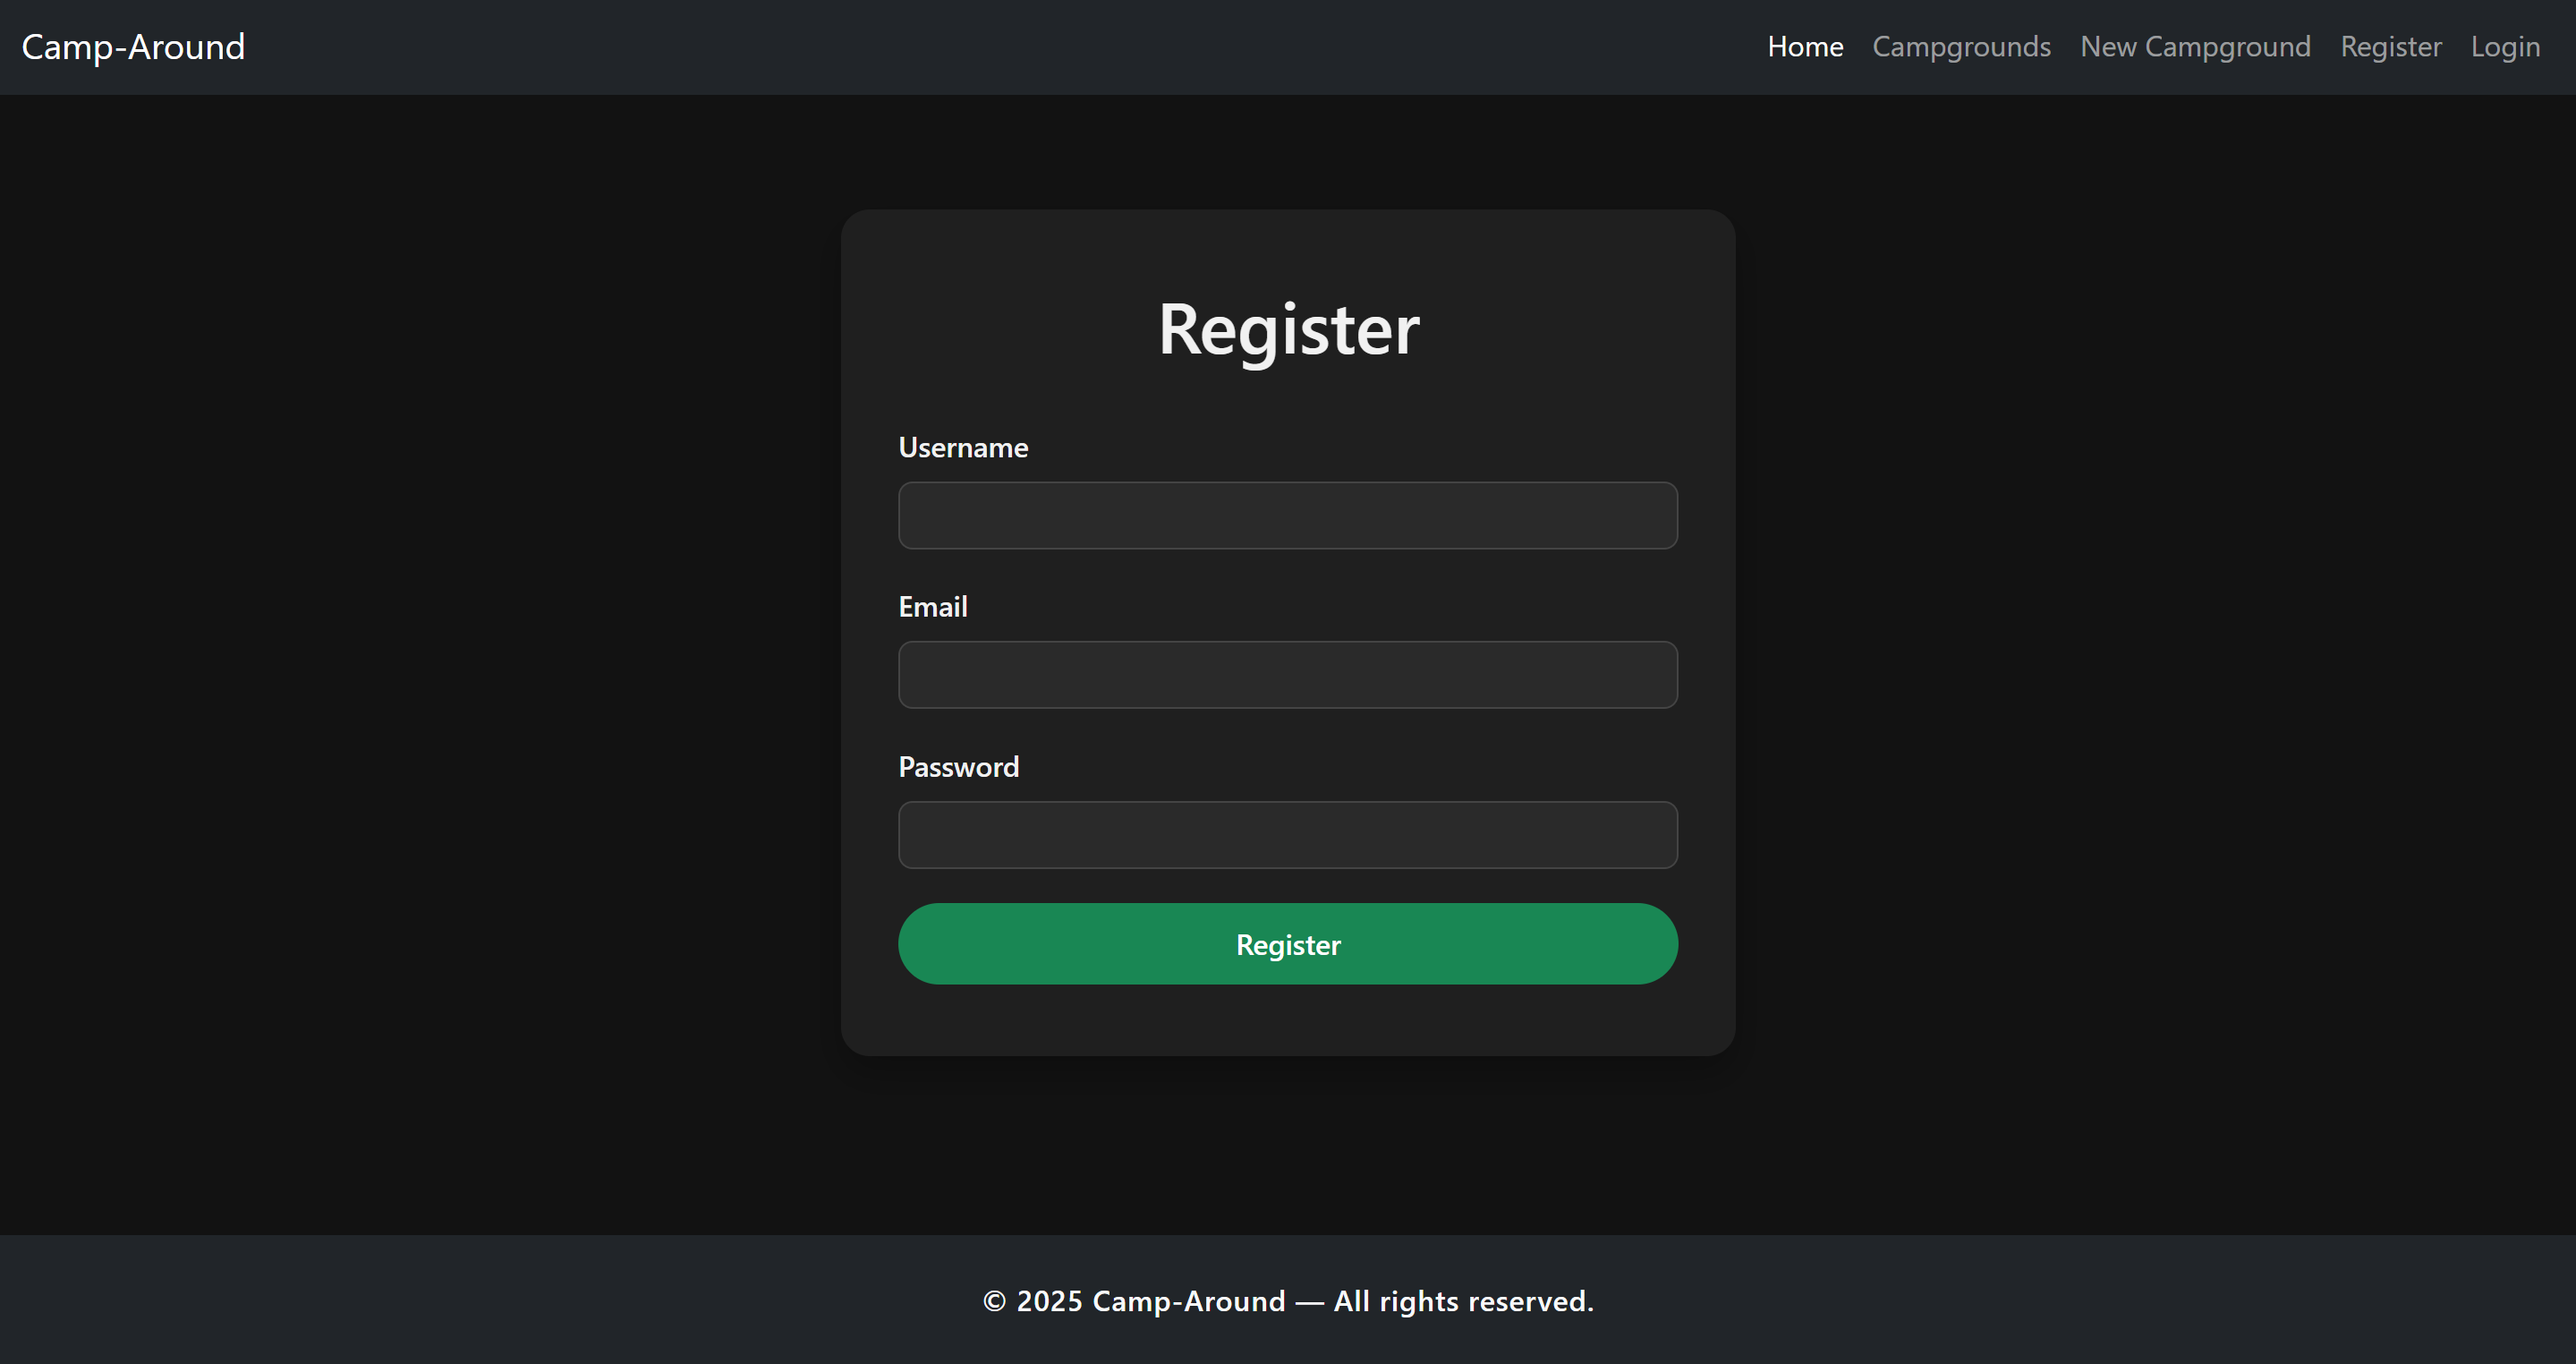 Camp-Around
Home Campgrounds New Campground Register Login
Register
Username
Email
Password
Register
© 2025 Camp-Around — All rights reserved.